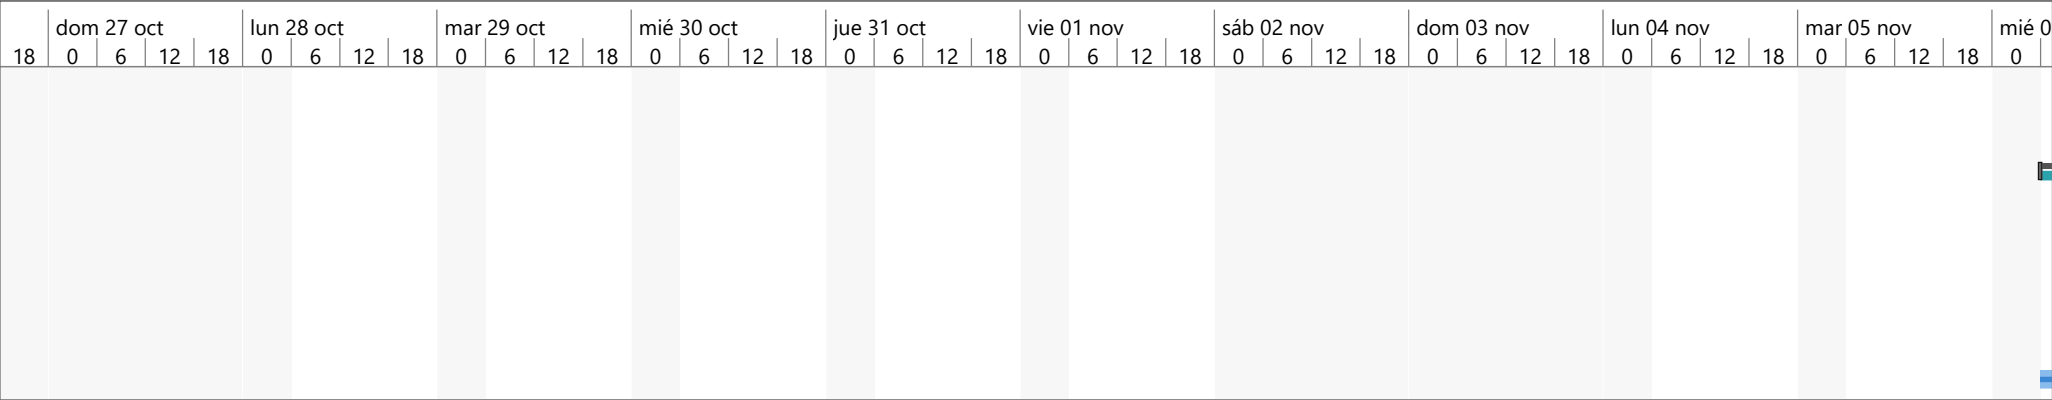 dom 27 oct lun 28 oct mar 29 oct mié 30 oct jue 31 oct vie 01 nov sáb 02 nov dom 03 nov lun 04 nov mar 05 nov mié 0
18 0 6 12 18 0 6 12 18 0 6 12 18 0 6 12 18 0 6 12 18 0 6 12 18 0 6 12 18 0 6 12 18 0 6 12 18 0 6 12 18 0